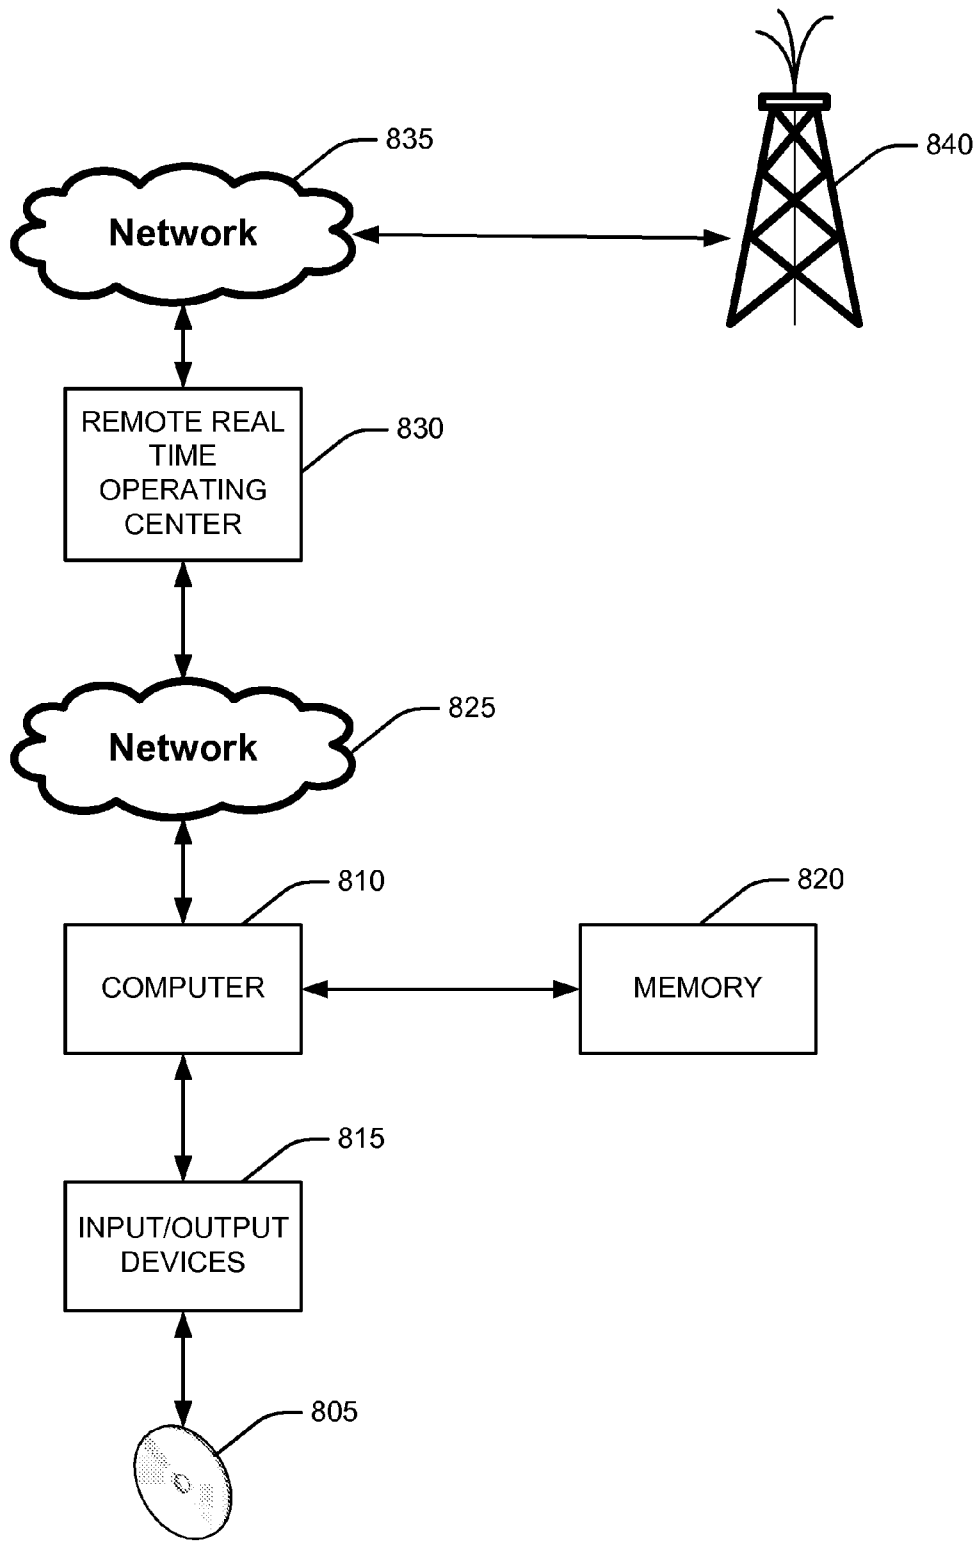 835
840
Network
REMOTE REAL
TIME
OPERATING
CENTER
830
825
Network
810
820
COMPUTER
MEMORY
815
INPUT/OUTPUT
DEVICES
805